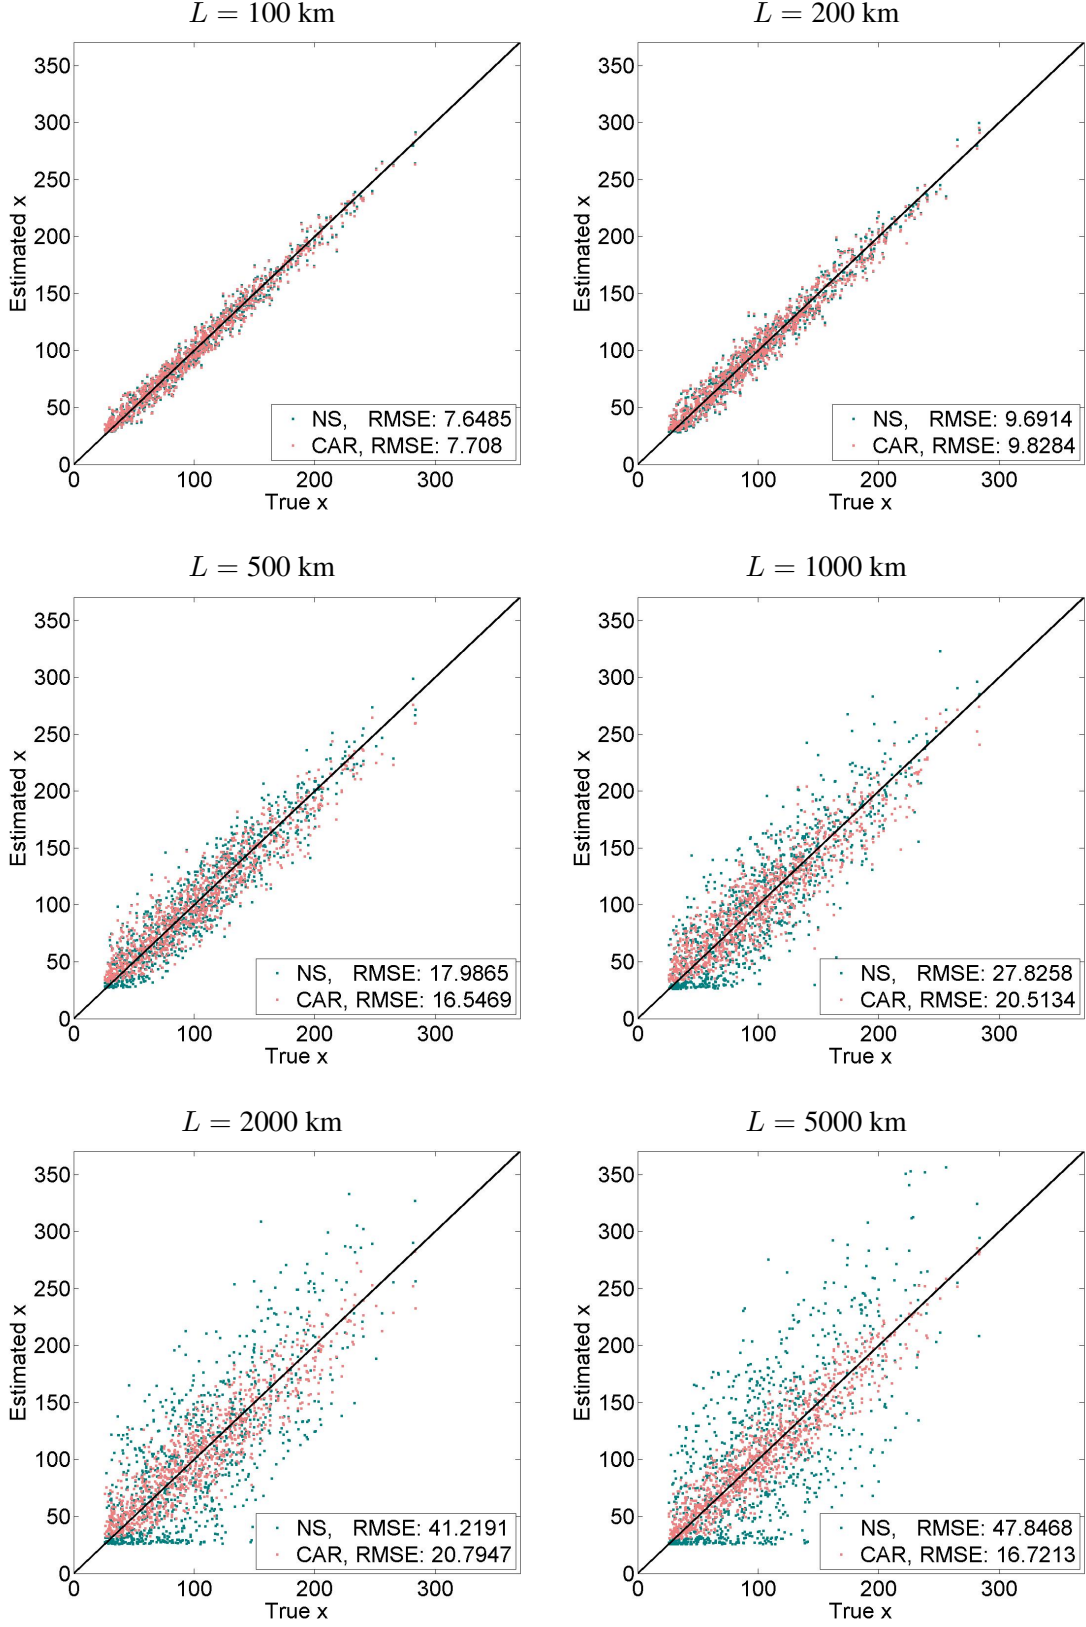 L = 100 km
L = 200 km
350
300
250
200
150
100
50
0
Estimated x
0 100 200 300
True x
NS, RMSE: 7.6485
CAR, RMSE: 7.708
350
300
250
200
150
100
50
0
Estimated x
0 100 200 300
True x
NS, RMSE: 9.6914
CAR, RMSE: 9.8284
L = 500 km
L = 1000 km
350
300
250
200
150
100
50
0
Estimated x
0 100 200 300
True x
NS, RMSE: 17.9865
CAR, RMSE: 16.5469
350
300
250
200
150
100
50
0
Estimated x
0 100 200 300
True x
NS, RMSE: 27.8258
CAR, RMSE: 20.5134
L = 2000 km
L = 5000 km
350
300
250
200
150
100
50
0
Estimated x
0 100 200 300
True x
NS, RMSE: 41.2191
CAR, RMSE: 20.7947
350
300
250
200
150
100
50
0
Estimated x
0 100 200 300
True x
NS, RMSE: 47.8468
CAR, RMSE: 16.7213